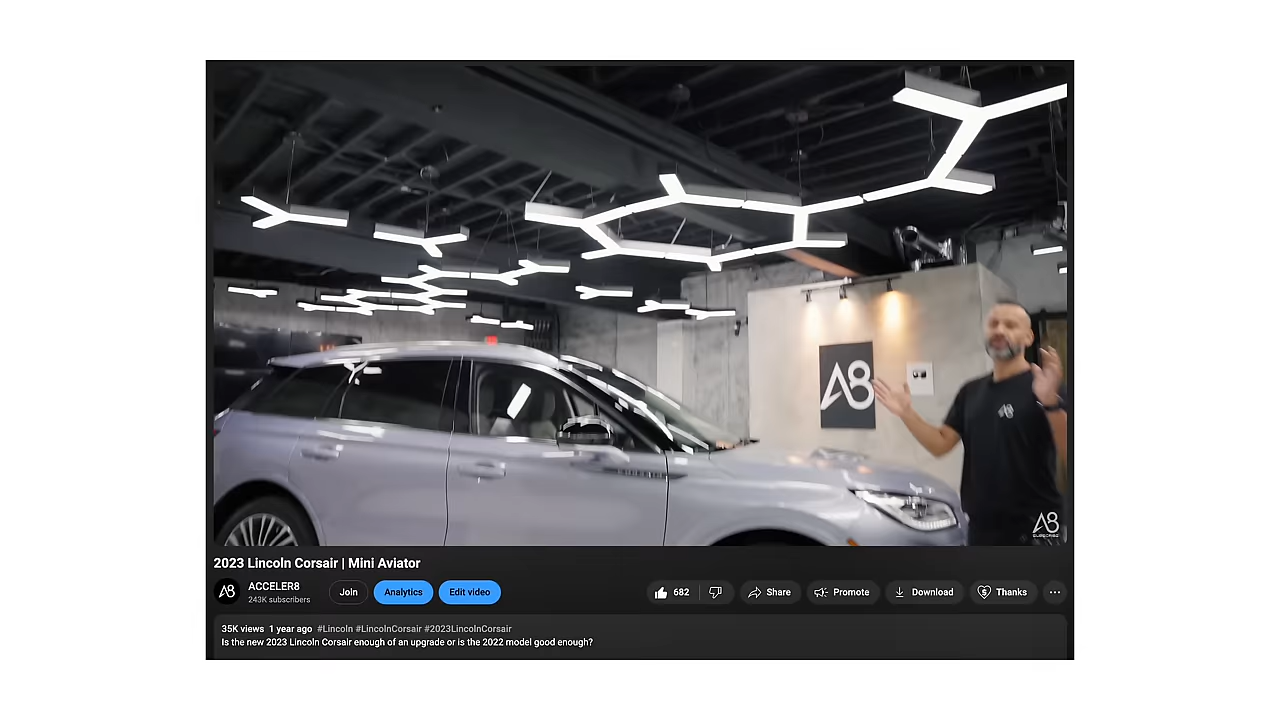 A8
A8
A8
SUBSCRIBE
2023 Lincoln Corsair | Mini Aviator
A8
ACCELER8
243K subscribers
Join
Analytics
Edit video
682
Share
Promote
Download
Thanks
35K views 1 year ago #Lincoln #LincolnCorsair #2023LincolnCorsair
Is the new 2023 Lincoln Corsair enough of an upgrade or is the 2022 model good enough?